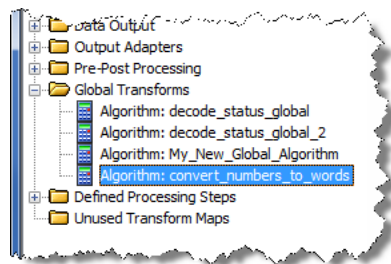 Data Output
Output Adapters
Pre-Post Processing
Global Transforms
Algorithm: decode_status_global
Algorithm: decode_status_global_2
Algorithm: My_New_Global_Algorithm
Algorithm: convert_numbers_to_words
Defined Processing Steps
Unused Transform Maps